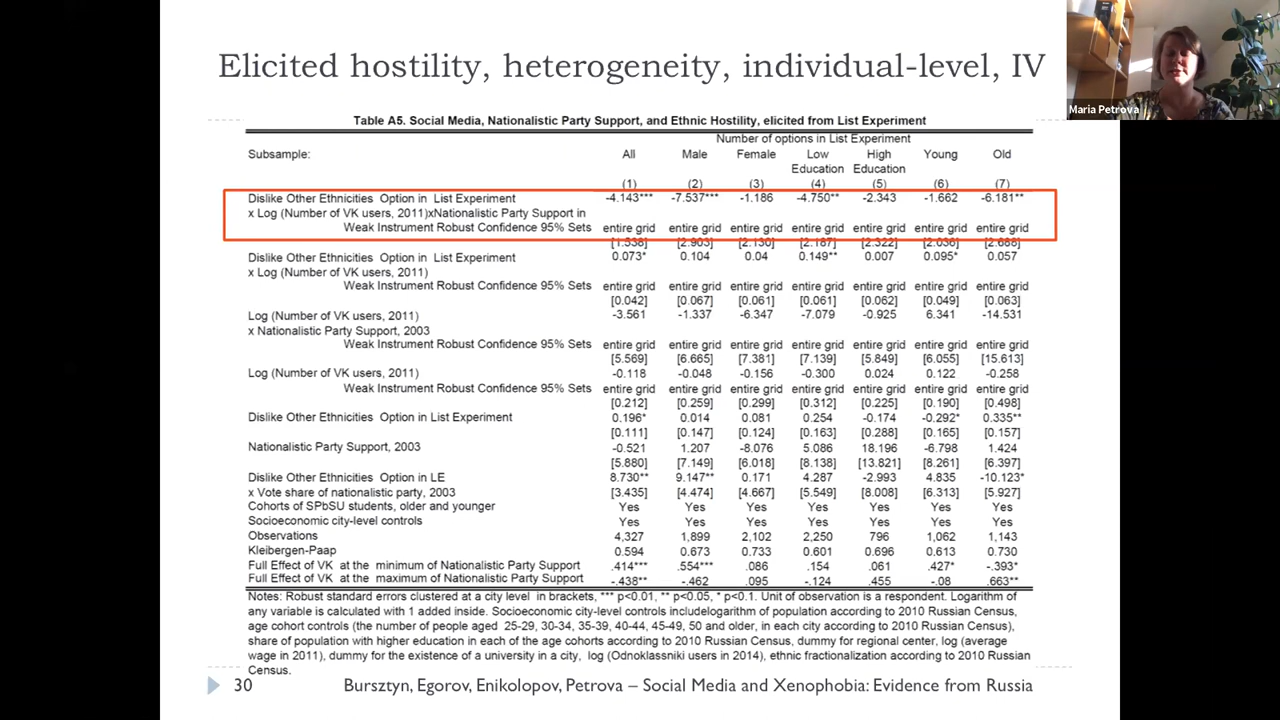 Elicited hostility, heterogeneity, individual-level, IV
Maria Petrova
Table A5. Social Media, Nationalistic Party Support, and Ethnic Hostility, elicited from List Experiment
Number of options in List Experiment
Subsample: All Male Female Low Education High Education Young Old
(1) (2) (3) (4) (5) (6) (7)
Dislike Other Ethnicities Option in List Experiment -4.143*** -7.537*** -1.186 -4.750** -2.343 -1.662 -6.181**
x Log (Number of VK users, 2011)xNationalistic Party Support in
Weak Instrument Robust Confidence 95% Sets entire grid entire grid entire grid entire grid entire grid entire grid entire grid
[1.538] [2.903] [2.130] [2.187] [2.322] [2.036] [2.688]
Dislike Other Ethnicities Option in List Experiment 0.073* 0.104 0.04 0.149** 0.007 0.095* 0.057
x Log (Number of VK users, 2011)
Weak Instrument Robust Confidence 95% Sets entire grid entire grid entire grid entire grid entire grid entire grid entire grid
[0.042] [0.067] [0.061] [0.061] [0.062] [0.049] [0.063]
Log (Number of VK users, 2011) -3.561 -1.337 -6.347 -7.079 -0.925 6.341 -14.531
x Nationalistic Party Support, 2003
Weak Instrument Robust Confidence 95% Sets entire grid entire grid entire grid entire grid entire grid entire grid entire grid
[5.569] [6.665] [7.381] [7.139] [5.849] [6.055] [15.613]
Log (Number of VK users, 2011) -0.118 -0.048 -0.156 -0.300 0.024 0.122 -0.258
Weak Instrument Robust Confidence 95% Sets entire grid entire grid entire grid entire grid entire grid entire grid entire grid
[0.212] [0.259] [0.299] [0.312] [0.225] [0.190] [0.498]
Dislike Other Ethnicities Option in List Experiment 0.196* 0.014 0.081 0.254 -0.174 -0.292* 0.335**
[0.111] [0.147] [0.124] [0.163] [0.288] [0.165] [0.157]
Nationalistic Party Support, 2003 -0.521 1.207 -8.076 5.086 18.196 -6.798 1.424
[5.880] [7.149] [6.018] [8.138] [13.821] [8.261] [6.397]
Dislike Other Ethnicities Option in LE 8.730** 9.147** 0.171 4.287 -2.993 4.835 -10.123*
x Vote share of nationalistic party, 2003 [3.435] [4.474] [4.667] [5.549] [8.008] [6.313] [5.927]
Cohorts of SPbSU students, older and younger Yes Yes Yes Yes Yes Yes Yes
Socioeconomic city-level controls Yes Yes Yes Yes Yes Yes Yes
Observations 4,327 1,899 2,102 2,250 796 1,062 1,143
Kleibergen-Paap 0.594 0.673 0.733 0.601 0.696 0.613 0.730
Full Effect of VK at the minimum of Nationalistic Party Support .414*** .554*** .086 .154 .061 .427* -.393*
Full Effect of VK at the maximum of Nationalistic Party Support -.438** -.462 .095 -.124 .455 -.08 .663**
Notes: Robust standard errors clustered at a city level in brackets, *** p<0.01, ** p<0.05, * p<0.1. Unit of observation is a respondent. Logarithm of
any variable is calculated with 1 added inside. Socioeconomic city-level controls includelogarithm of population according to 2010 Russian Census,
age cohort controls (the number of people aged 25-29, 30-34, 35-39, 40-44, 45-49, 50 and older, in each city according to 2010 Russian Census),
share of population with higher education in each of the age cohorts according to 2010 Russian Census, dummy for regional center, log (average
wage in 2011), dummy for the existence of a university in a city, log (Odnoklassniki users in 2014), ethnic fractionalization according to 2010 Russian
Census.
30 Bursztyn, Egorov, Enikolopov, Petrova – Social Media and Xenophobia: Evidence from Russia